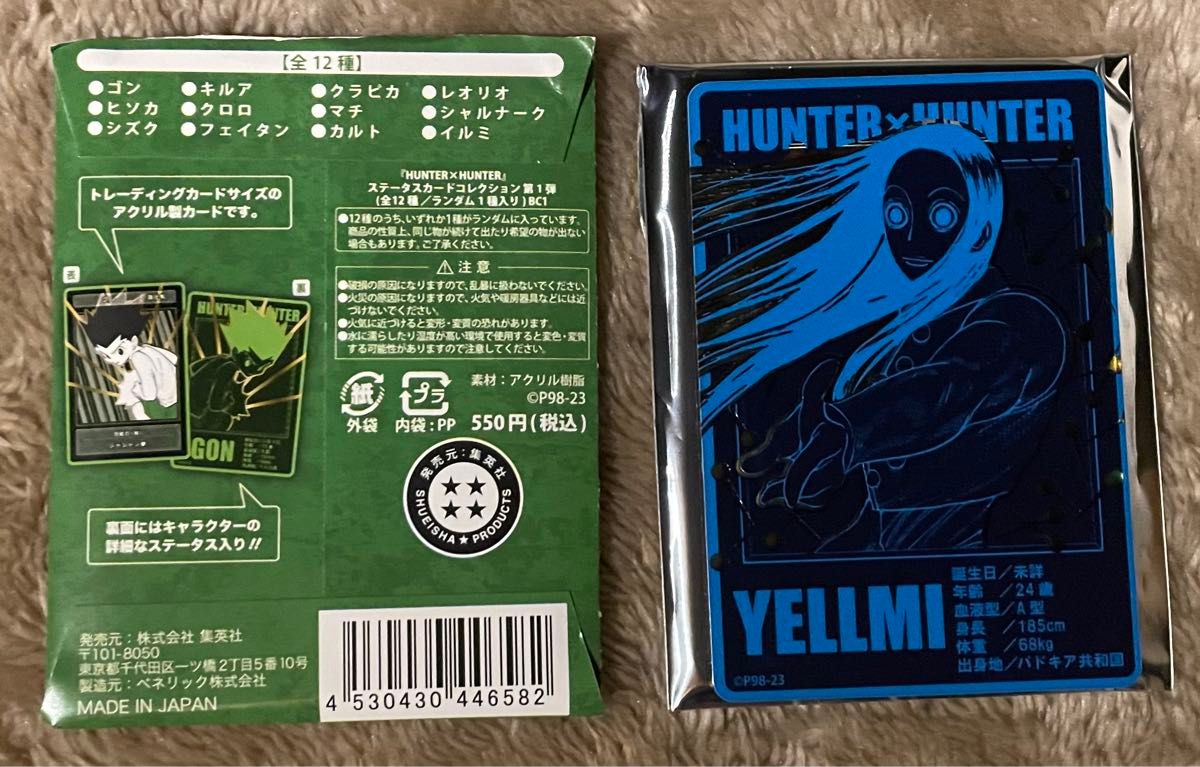 【全12種】
●ゴン ●キルア ●クラピカ ●レオリオ
●ヒソカ ●クロロ ●マチ ●シャルナーク
●シズク ●フェイタン ●カルト ●イルミ
トレーディングカードサイズの
アクリル製カードです。
表
裏
HUNTER HUNTER
GON
裏面にはキャラクターの
詳細なステータス入り!!
『HUNTER×HUNTER』
ステータスカードコレクション 第1弾
(全12種/ランダム1種入り)BC1
●12種のうち、いずれか1種がランダムに入っています。
商品の性質上、同じ物が続けて出たり希望の物が出ない
場合もあります。ご了承ください。
⚠注意
●破損の原因になりますので、乱暴に扱わないでください。
●火災の原因になりますので、火気や暖房器具などには近
づけないでください。
●火気に近づけると変形・変質の恐れがあります。
●水に濡らしたり湿度が高い環境で使用すると変色・変質
する可能性がありますので注意してください。
紙
外袋
プラ
内袋:PP
素材:アクリル樹脂
©P98-23
550円(税込)
発売元:集英社
SHUEISHA★PRODUCTS
発売元:株式会社 集英社
〒101-8050
東京都千代田区一ツ橋2丁目5番10号
製造元:ベネリック株式会社
MADE IN JAPAN
4 530430 446582
HUNTER×HUNTER
YELLMI
誕生日/未詳
年齢/24歳
血液型/A型
身長/185cm
体重/68kg
出身地/パドキア共和国
©P98-23